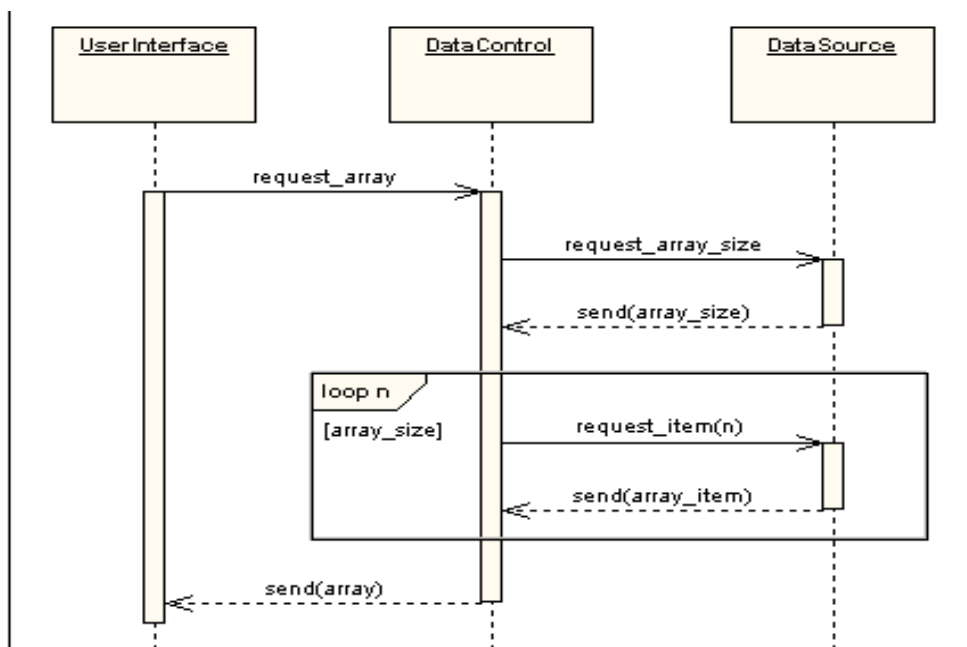 UserInterface
DataControl
DataSource
request_array
request_array_size
send(array_size)
loop n
[array_size]
request_item(n)
send(array_item)
send(array)